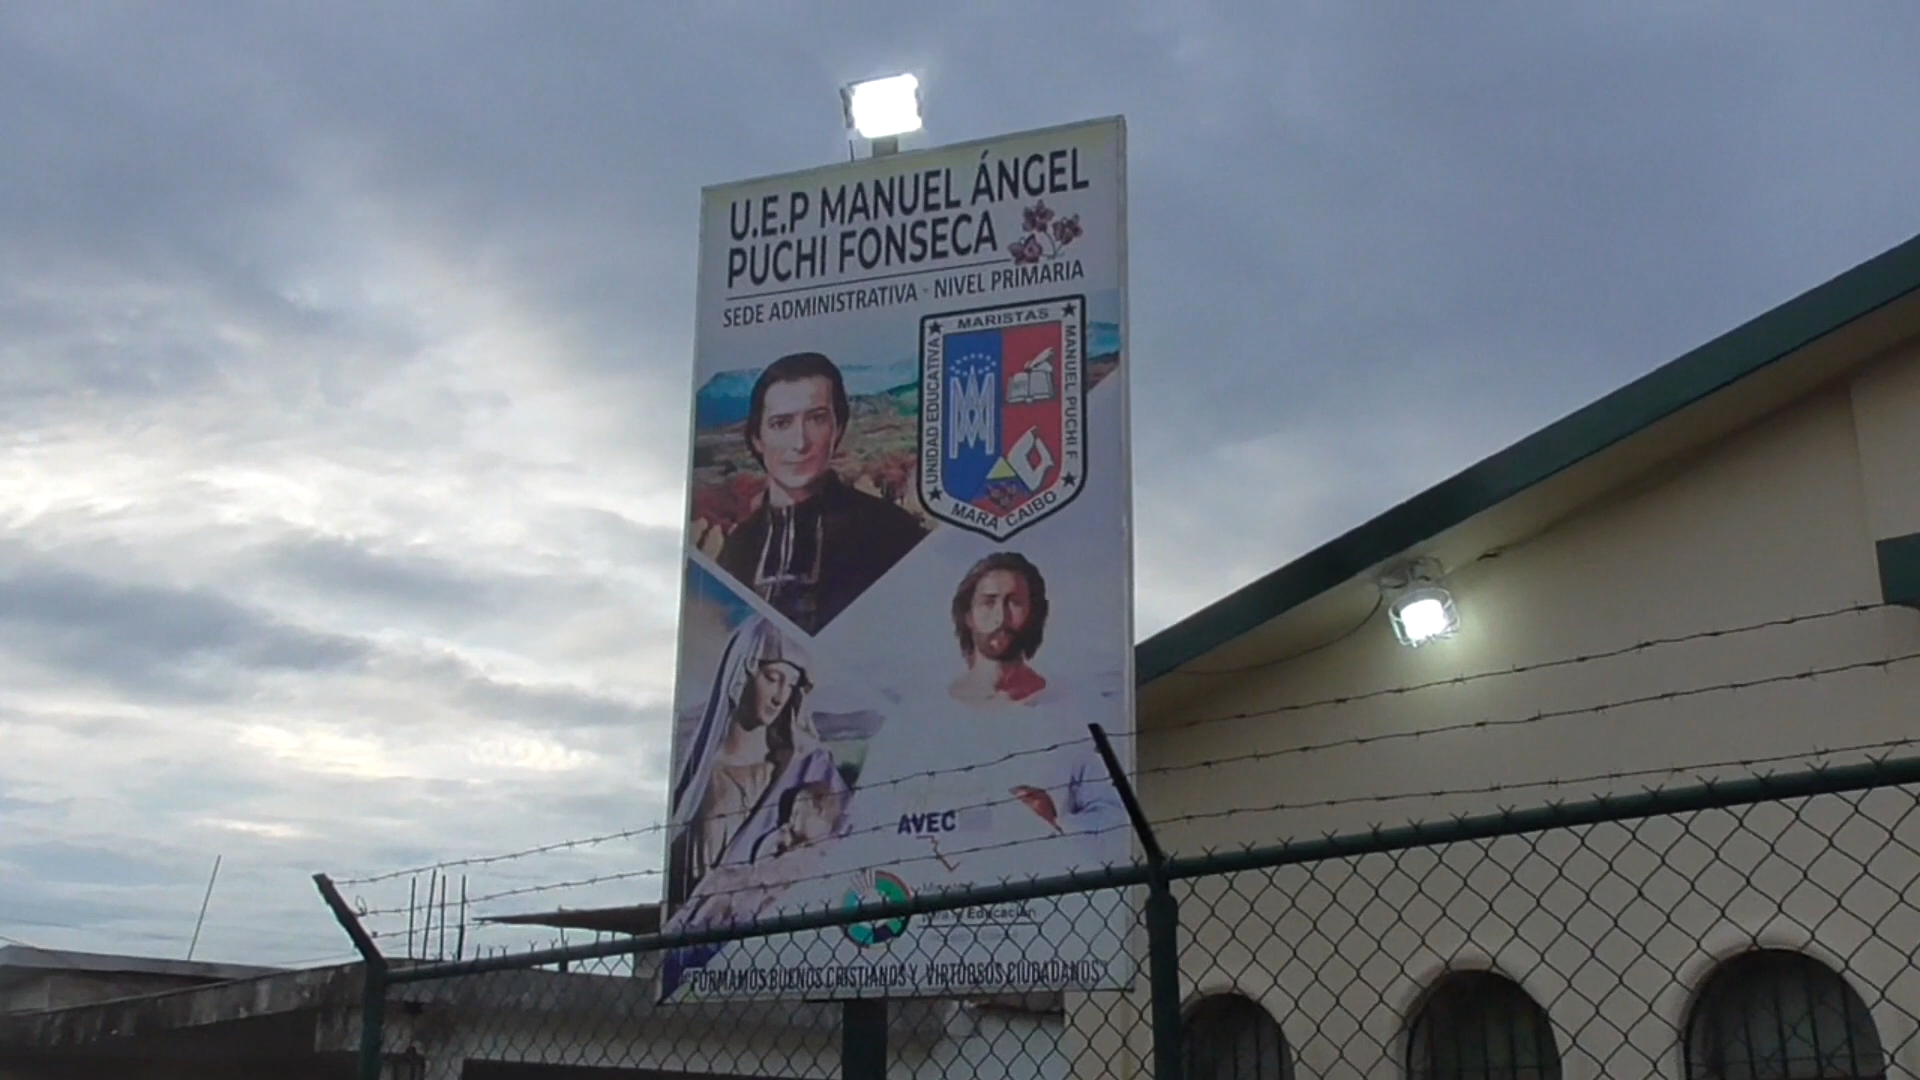 U.E.P MANUEL ÁNGEL
PUCHI FONSECA
SEDE ADMINISTRATIVA - NIVEL PRIMARIA
MARISTAS
UNIDAD EDUCATIVA
MANUEL PUCHI F.
MARACAIBO
AVEC
Educación
"FORMAMOS BUENOS CRISTIANOS Y VIRTUOSOS CIUDADANOS"